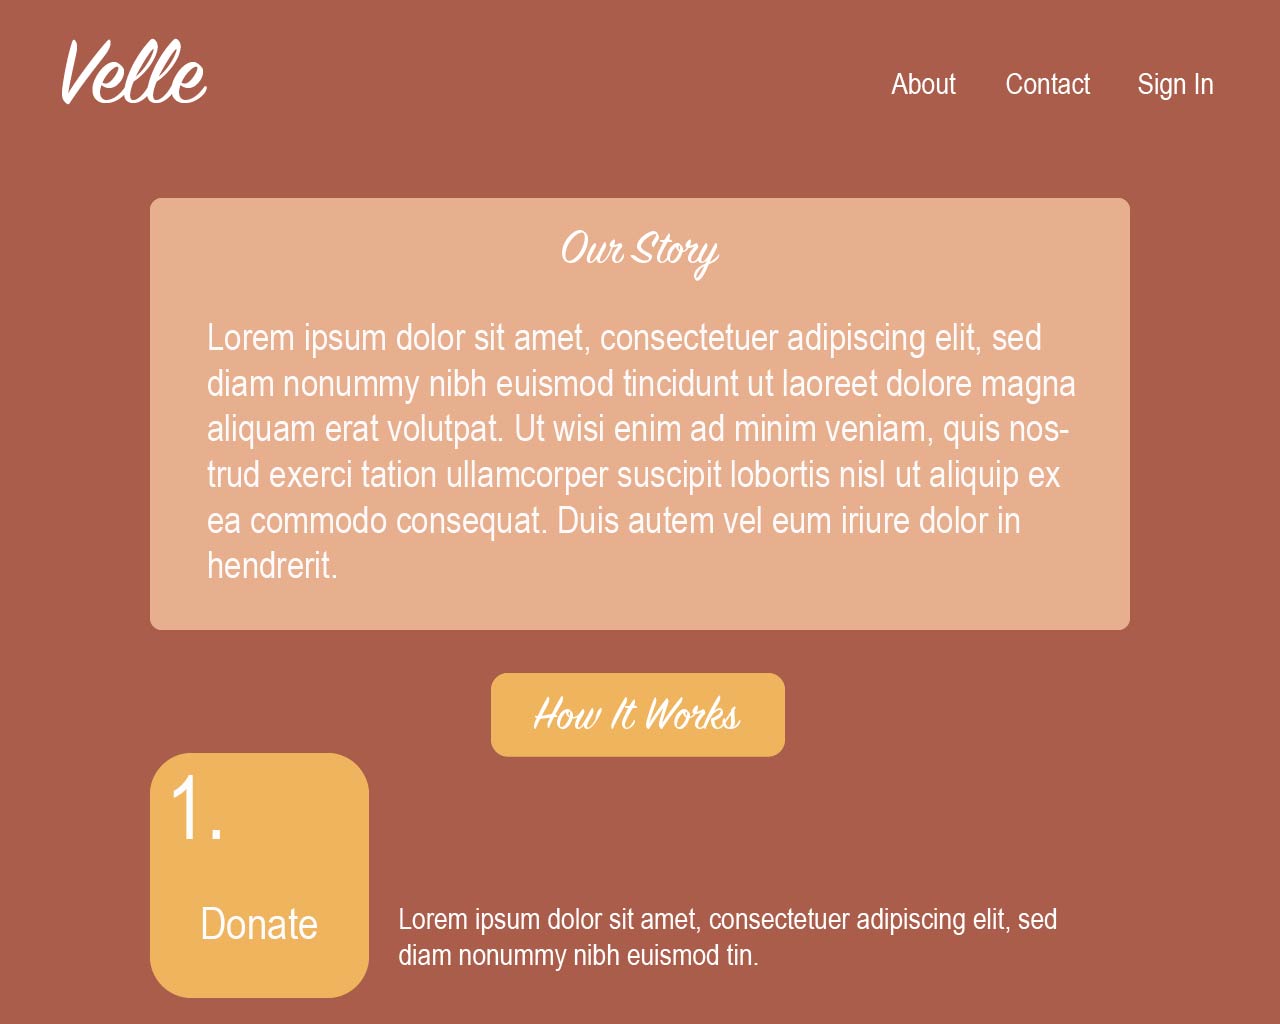 Velle
About Contact Sign In
Our Story
Lorem ipsum dolor sit amet, consectetuer adipiscing elit, sed
diam nonummy nibh euismod tincidunt ut laoreet dolore magna
aliquam erat volutpat. Ut wisi enim ad minim veniam, quis nos-
trud exerci tation ullamcorper suscipit lobortis nisl ut aliquip ex
ea commodo consequat. Duis autem vel eum iriure dolor in
hendrerit.
How It Works
1.
Donate
Lorem ipsum dolor sit amet, consectetuer adipiscing elit, sed
diam nonummy nibh euismod tin.